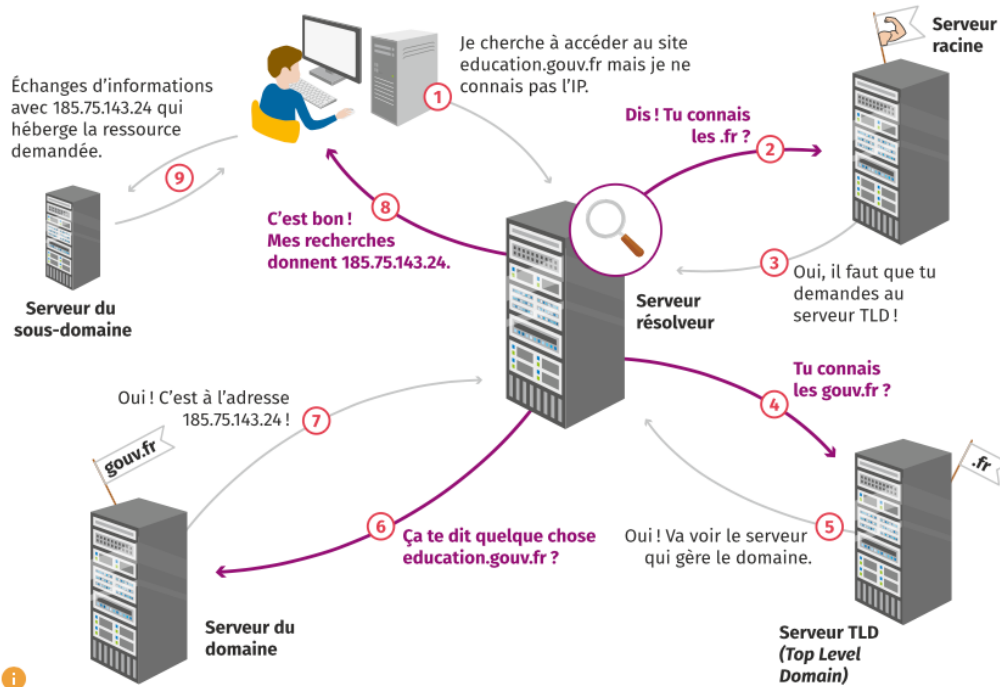 Je cherche à accéder au site
education.gouv.fr mais je ne
connais pas l'IP.
1
Serveur
racine
Dis ! Tu connais
les .fr ?
2
3
Oui, il faut que tu
demandes au
serveur TLD !
Échanges d'informations
avec 185.75.143.24 qui
héberge la ressource
demandée.
9
Serveur du
sous-domaine
8
C'est bon !
Mes recherches
donnent 185.75.143.24.
Serveur
résolveur
Tu connais
les gouv.fr ?
4
Oui ! C'est à l'adresse
185.75.143.24 !
7
gouv.fr
.fr
6
Ça te dit quelque chose
education.gouv.fr ?
5
Oui ! Va voir le serveur
qui gère le domaine.
Serveur du
domaine
Serveur TLD
(Top Level
Domain)
i